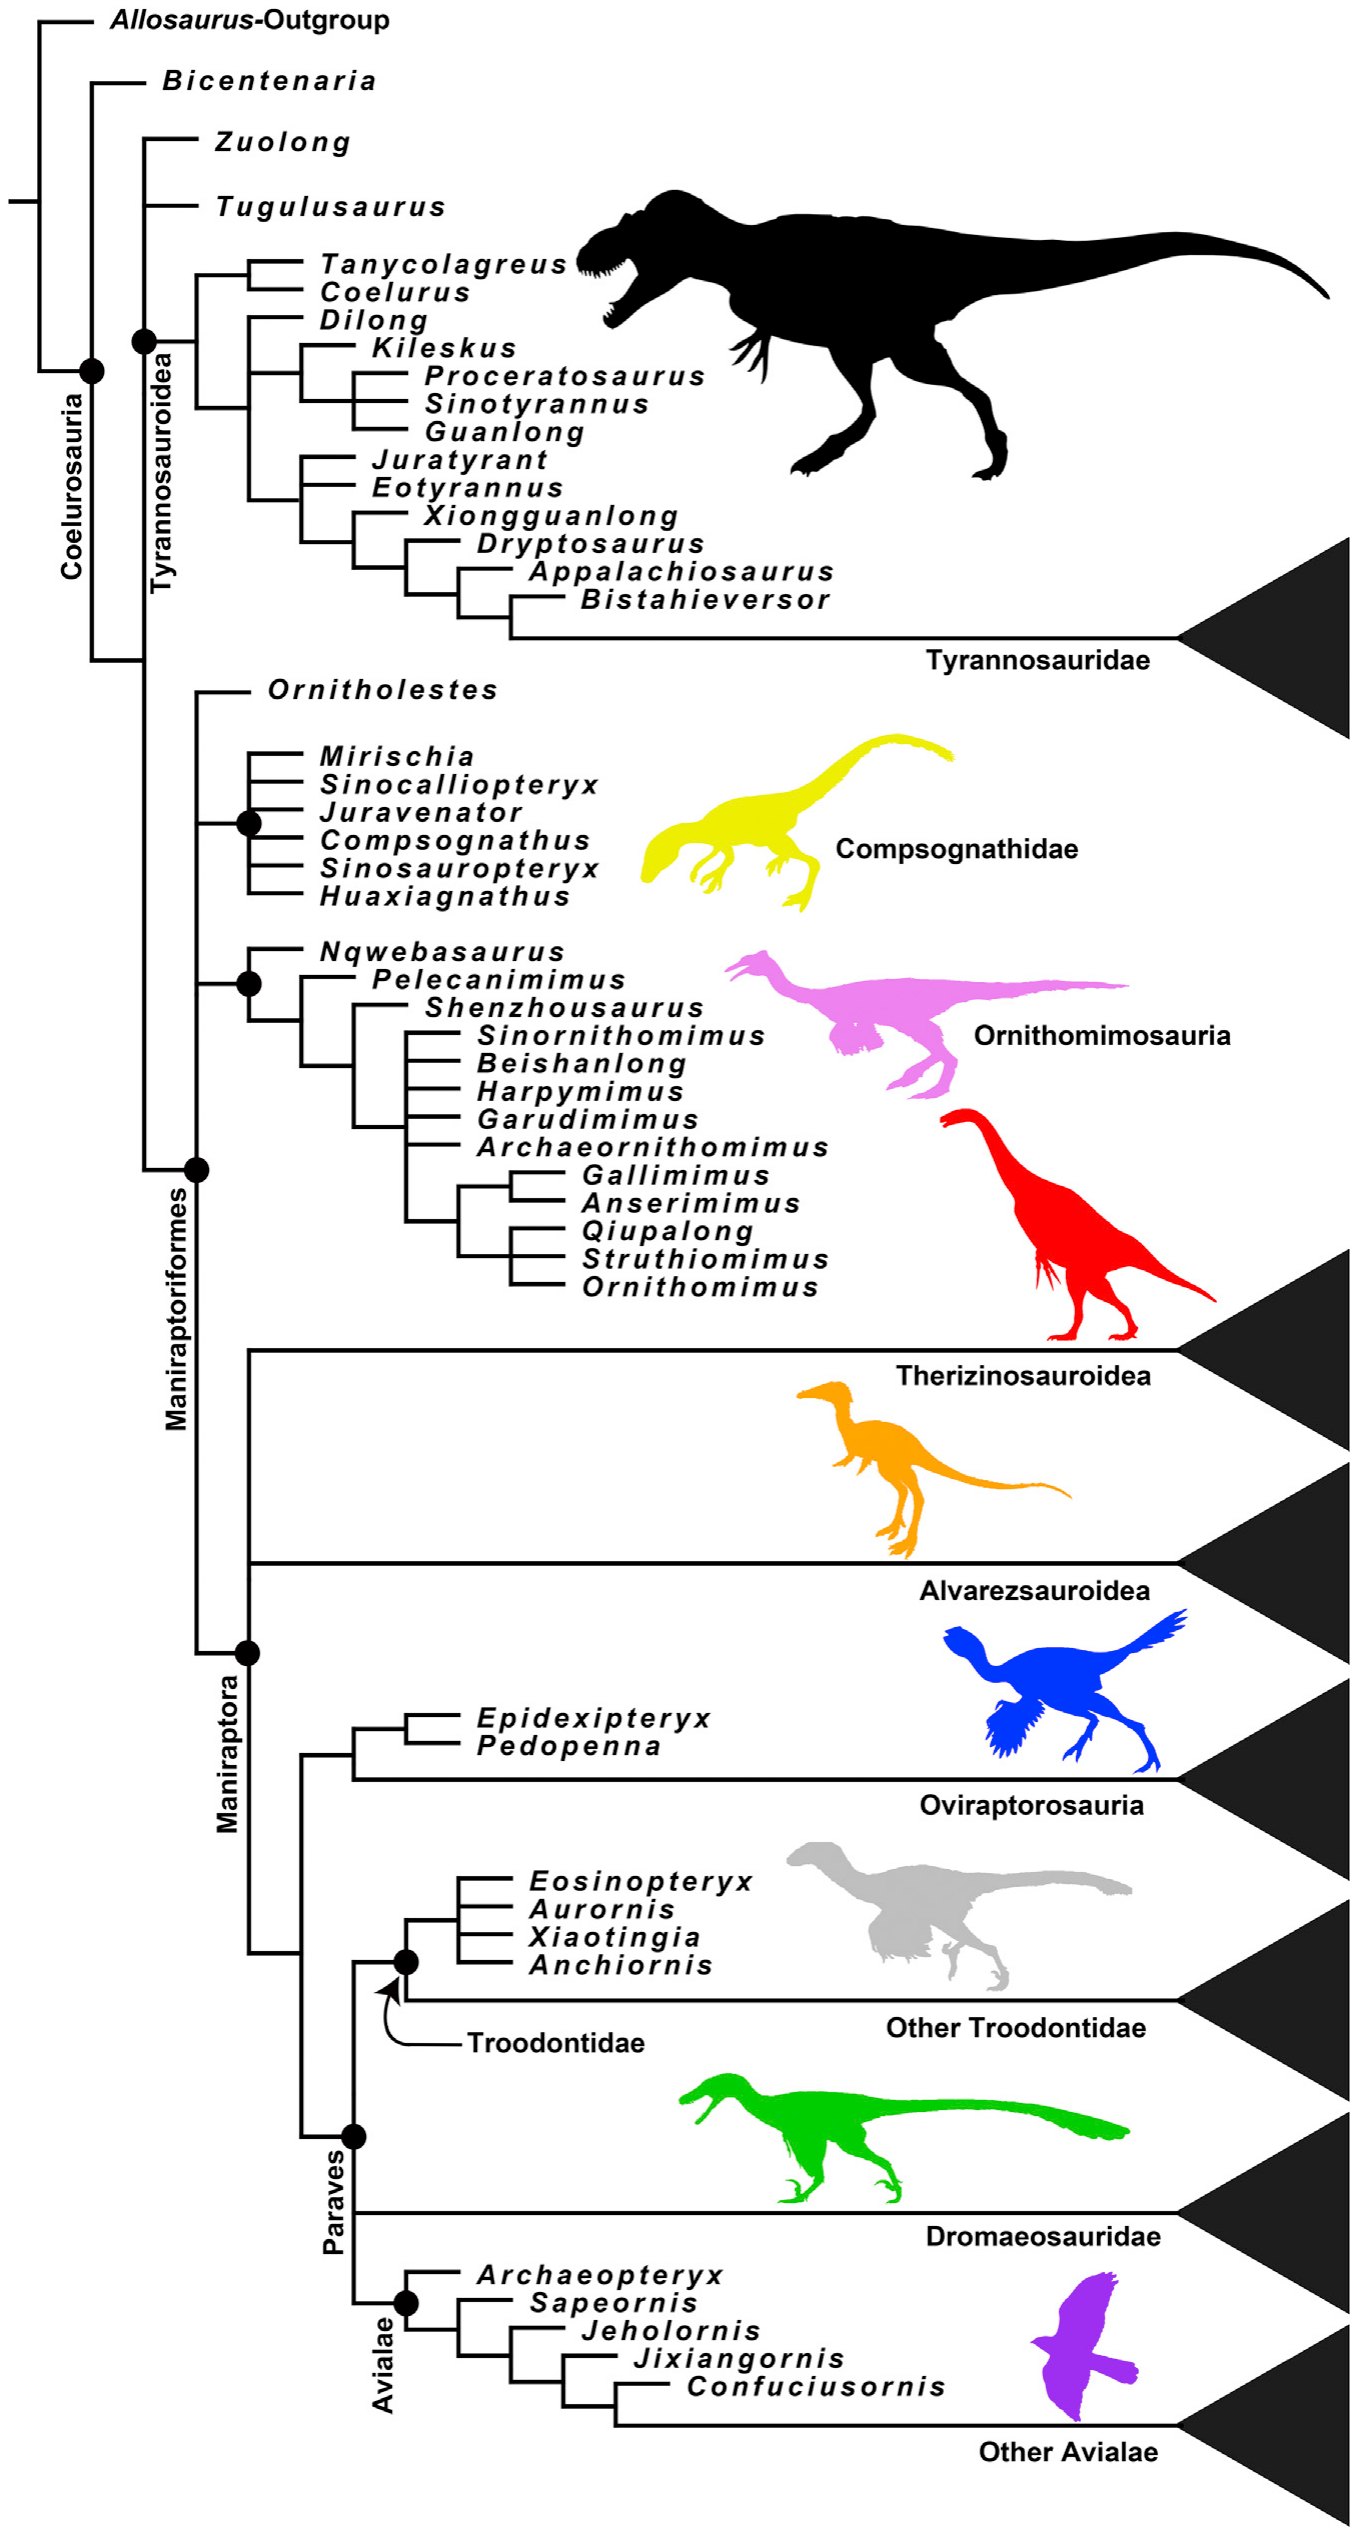 Allosaurus-Outgroup
Bicentenaria
Zuolong
Tugulusaurus
Tanycolagreus
Coelurus
Dilong
Kileskus
Proceratosaurus
Sinotyrannus
Guanlong
Juratyrant
Eotyrannus
Xiongguanlong
Dryptosaurus
Appalachiosaurus
Bistahieversor
Tyrannosauridae
Coelurosauria
Tyrannosauroidea
Ornitholestes
Mirischia
Sinocalliopteryx
Juravenator
Compsognathus
Sinosauropteryx
Huaxiagnathus
Compsognathidae
Nqwebasaurus
Pelecanimimus
Shenzhousaurus
Sinornithomimus
Beishanlong
Harpymimus
Garudimimus
Archaeornithomimus
Gallimimus
Anserimimus
Qiupalong
Struthiomimus
Ornithomimus
Ornithomimosauria
Maniraptoriformes
Therizinosauroidea
Alvarezsauroidea
Maniraptora
Epidexipteryx
Pedopenna
Oviraptorosauria
Eosinopteryx
Aurornis
Xiaotingia
Anchiornis
Other Troodontidae
Troodontidae
Paraves
Dromaeosauridae
Avialae
Archaeopteryx
Sapeornis
Jeholornis
Jixiangornis
Confuciusornis
Other Avialae